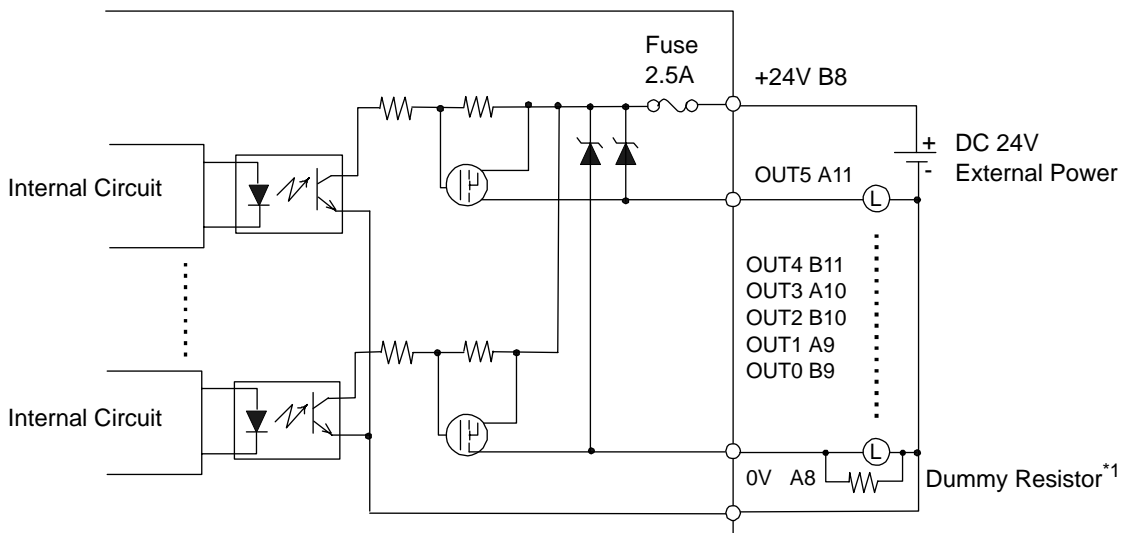 Fuse
2.5A
+24V B8
+ DC 24V
- External Power
Internal Circuit
OUT5 A11
L
OUT4 B11
OUT3 A10
OUT2 B10
OUT1 A9
OUT0 B9
Internal Circuit
L
0V A8
Dummy Resistor*1